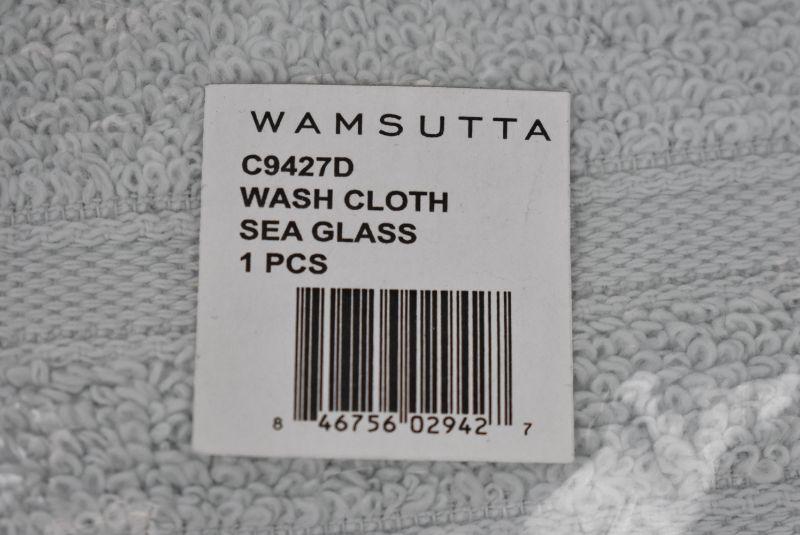 WAMSUTTA
C9427D
WASH CLOTH
SEA GLASS
1 PCS
8 46756 02942 7